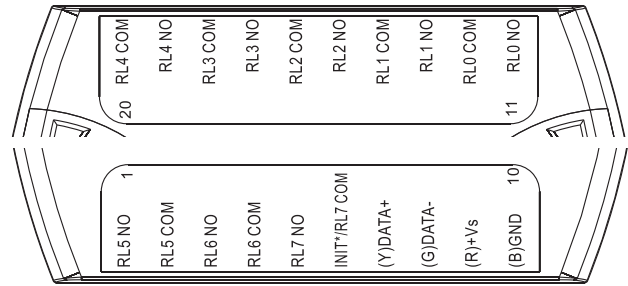 RL4 COM
RL4 NO
RL3 COM
RL3 NO
RL2 COM
RL2 NO
RL1 COM
RL1 NO
RL0 COM
RL0 NO
20
11
1
10
RL5 NO
RL5 COM
RL6 NO
RL6 COM
RL7 NO
INIT*/RL7 COM
(Y)DATA+
(G)DATA-
(R)+Vs
(B)GND